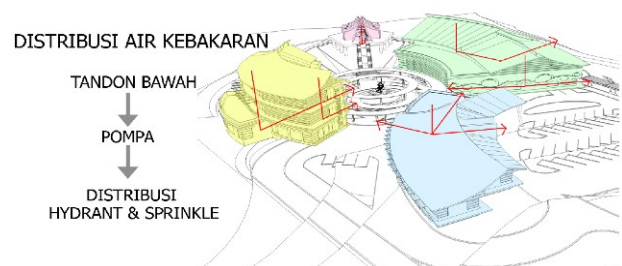 DISTRIBUSI AIR KEBAKARAN
TANDON BAWAH
POMPA
DISTRIBUSI
HYDRANT & SPRINKLE